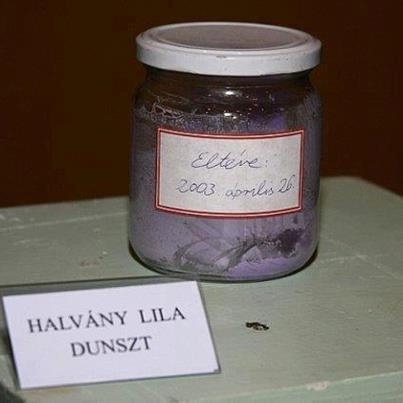 Eltéve:
2003. április 26.
HALVÁNY LILA
DUNSZT